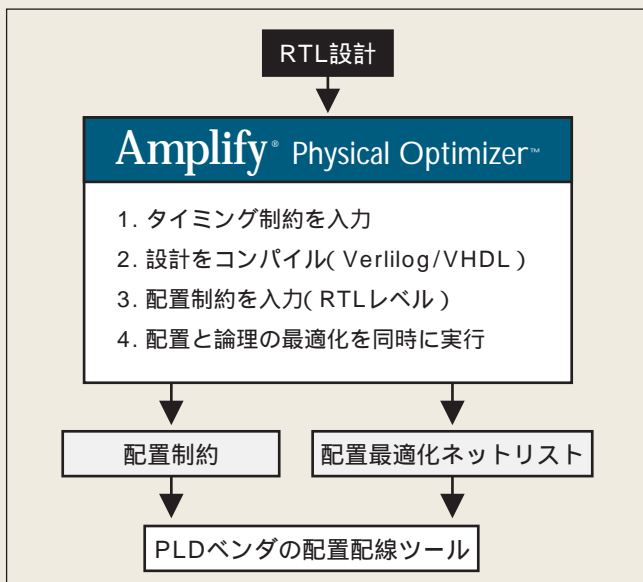 RTL設計
Amplify® Physical Optimizer™
1. タイミング制約を入力
2. 設計をコンパイル( Verlilog/VHDL )
3. 配置制約を入力( RTLレベル )
4. 配置と論理の最適化を同時に実行
配置制約
配置最適化ネットリスト
PLDベンダの配置配線ツール